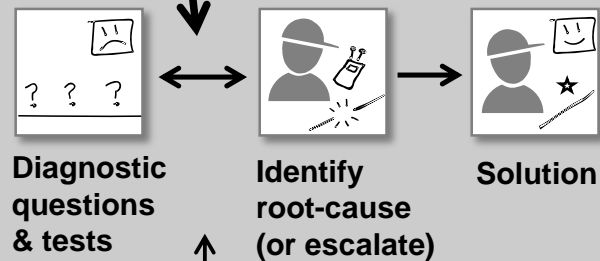 ? ? ?
Diagnostic
questions
& tests
Identify
root-cause
(or escalate)
Solution